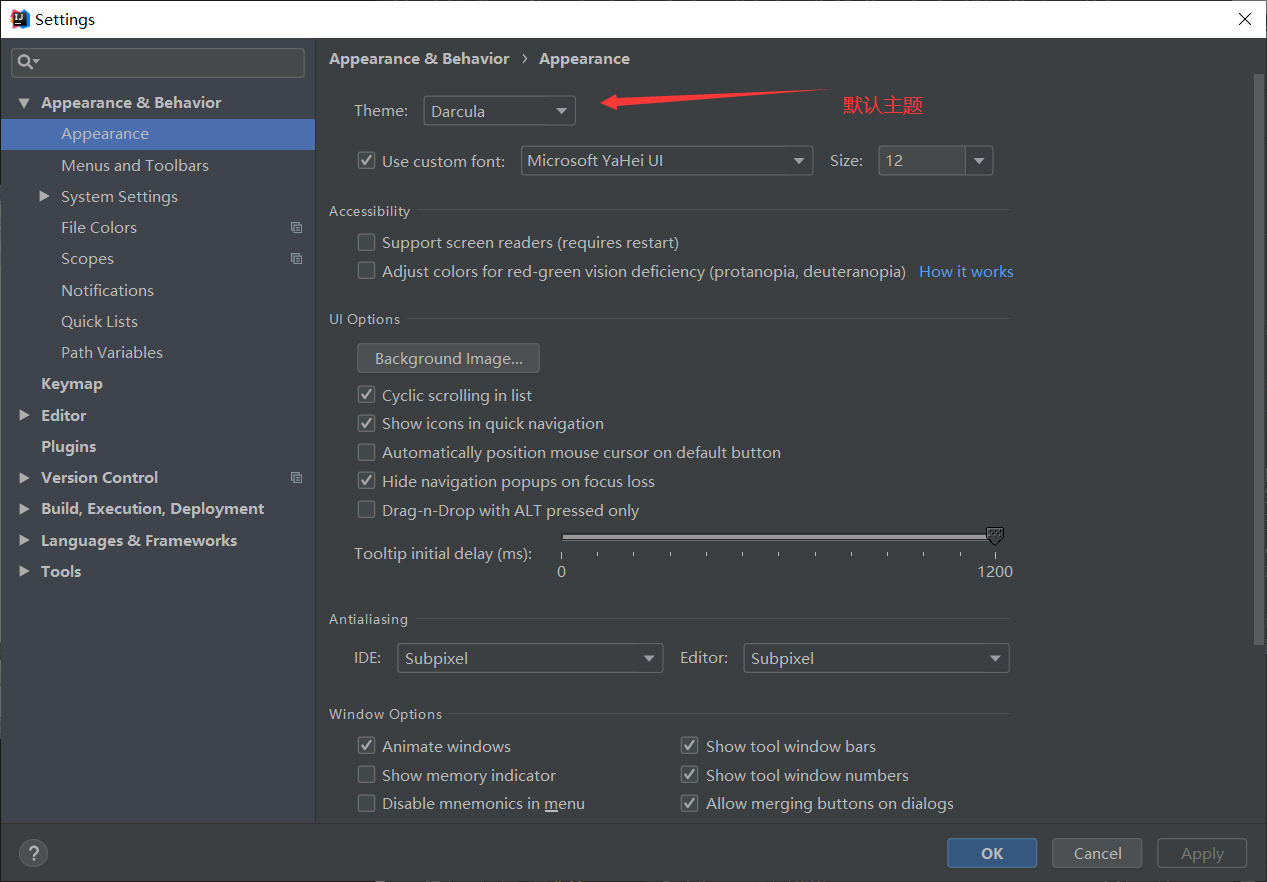 Settings
Appearance & Behavior
Appearance
Menus and Toolbars
System Settings
File Colors
Scopes
Notifications
Quick Lists
Path Variables
Keymap
Editor
Plugins
Version Control
Build, Execution, Deployment
Languages & Frameworks
Tools
Appearance & Behavior › Appearance
Theme: Darcula 默认主题
Use custom font: Microsoft YaHei UI Size: 12
Accessibility
Support screen readers (requires restart)
Adjust colors for red-green vision deficiency (protanopia, deuteranopia) How it works
UI Options
Background Image...
Cyclic scrolling in list
Show icons in quick navigation
Automatically position mouse cursor on default button
Hide navigation popups on focus loss
Drag-n-Drop with ALT pressed only
Tooltip initial delay (ms):
0 1200
Antialiasing
IDE: Subpixel Editor: Subpixel
Window Options
Animate windows Show tool window bars
Show memory indicator Show tool window numbers
Disable mnemonics in menu Allow merging buttons on dialogs
? OK Cancel Apply